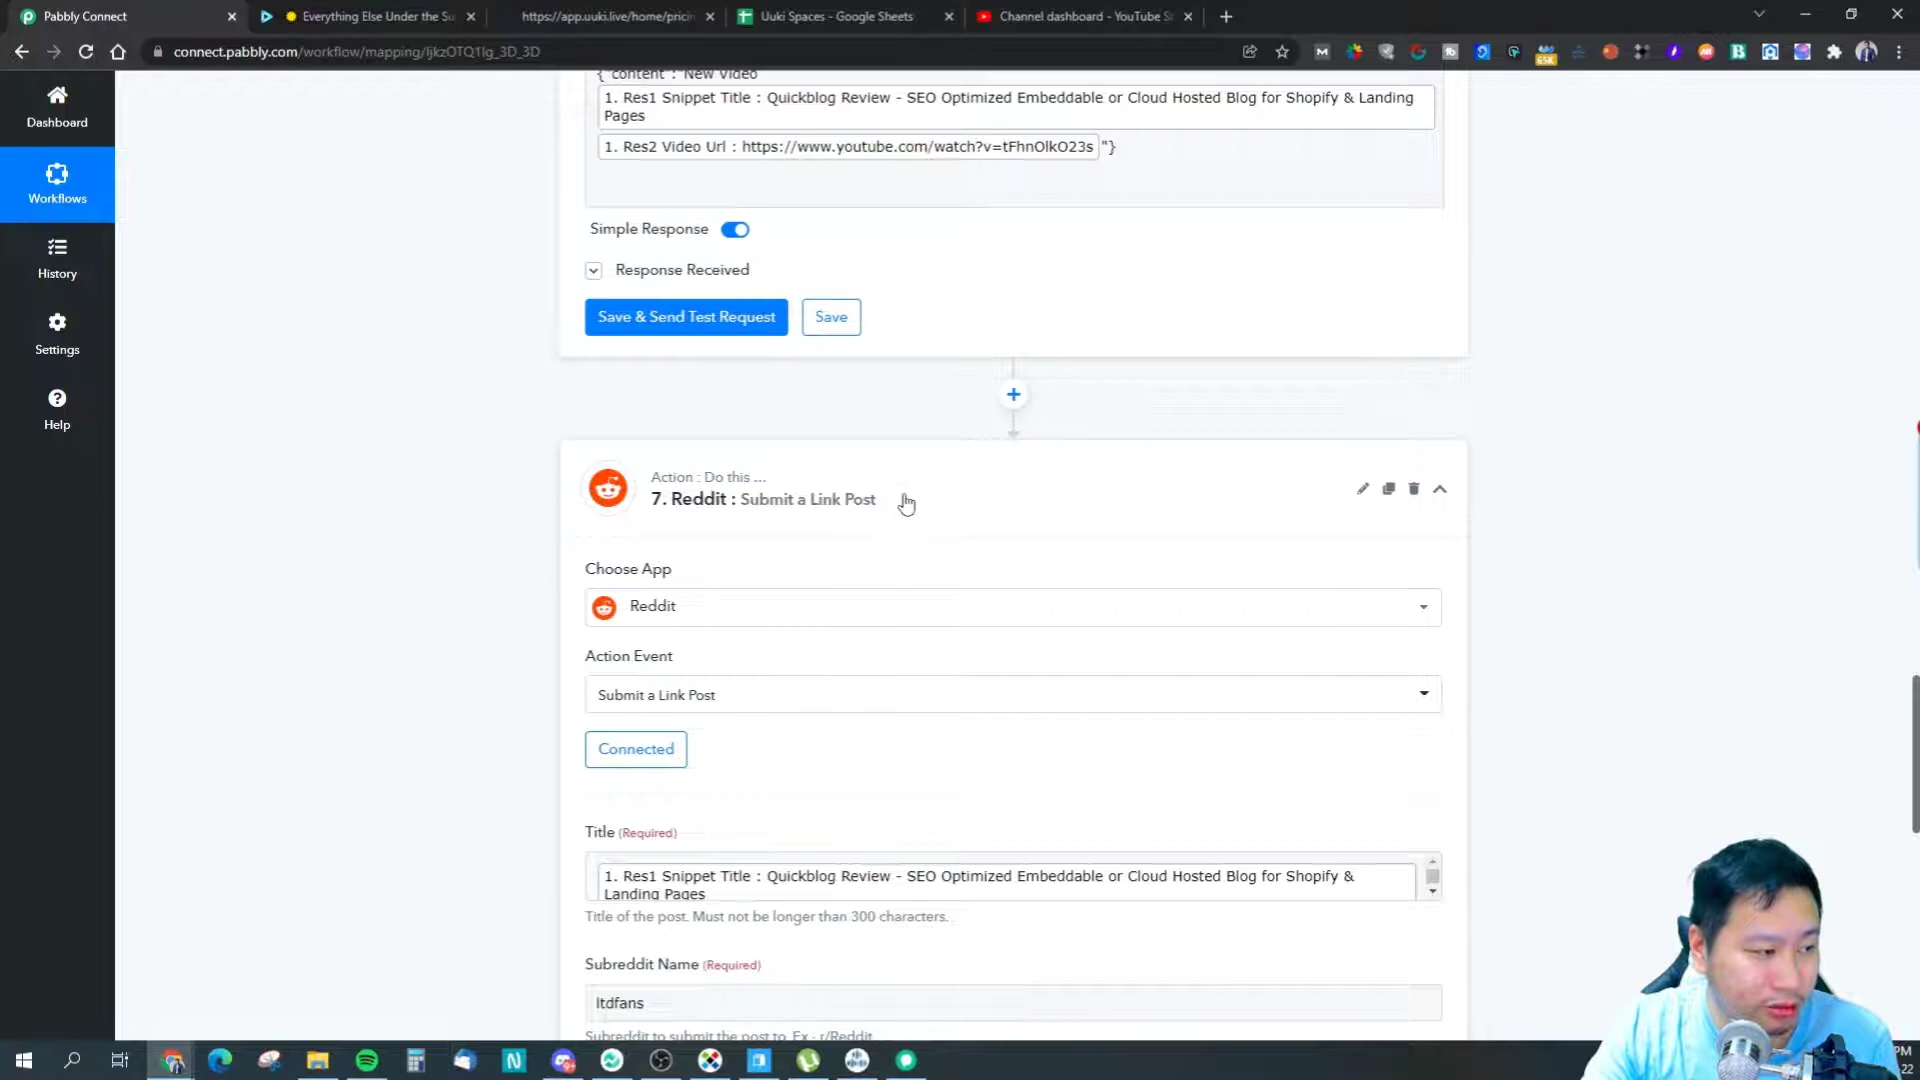 Pabbly Connect
Everything Else Under the Su
https://app.uuki.live/home/pricin
Uuki Spaces - Google Sheets
Channel dashboard - YouTube St
connect.pabbly.com/workflow/mapping/IjkzOTQ1Ig_3D_3D
Dashboard
Workflows
History
Settings
Help
{"content":"New Video
1. Res1 Snippet Title : Quickblog Review - SEO Optimized Embeddable or Cloud Hosted Blog for Shopify & Landing
Pages
1. Res2 Video Url : https://www.youtube.com/watch?v=tFhnOlkO23s "}
Simple Response
Response Received
Save & Send Test Request
Save
Action : Do this ...
7. Reddit : Submit a Link Post
Choose App
Reddit
Action Event
Submit a Link Post
Connected
Title (Required)
1. Res1 Snippet Title : Quickblog Review - SEO Optimized Embeddable or Cloud Hosted Blog for Shopify &
Landing Pages
Title of the post. Must not be longer than 300 characters.
Subreddit Name (Required)
ltdfans
Subreddit to submit the post to. Ex - r/Reddit